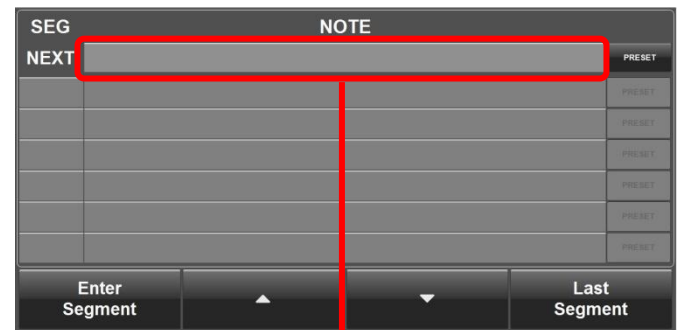 SEG NOTE
NEXT PRESET
PRESET
PRESET
PRESET
PRESET
PRESET
PRESET
Enter Segment
▲ ▼
Last Segment